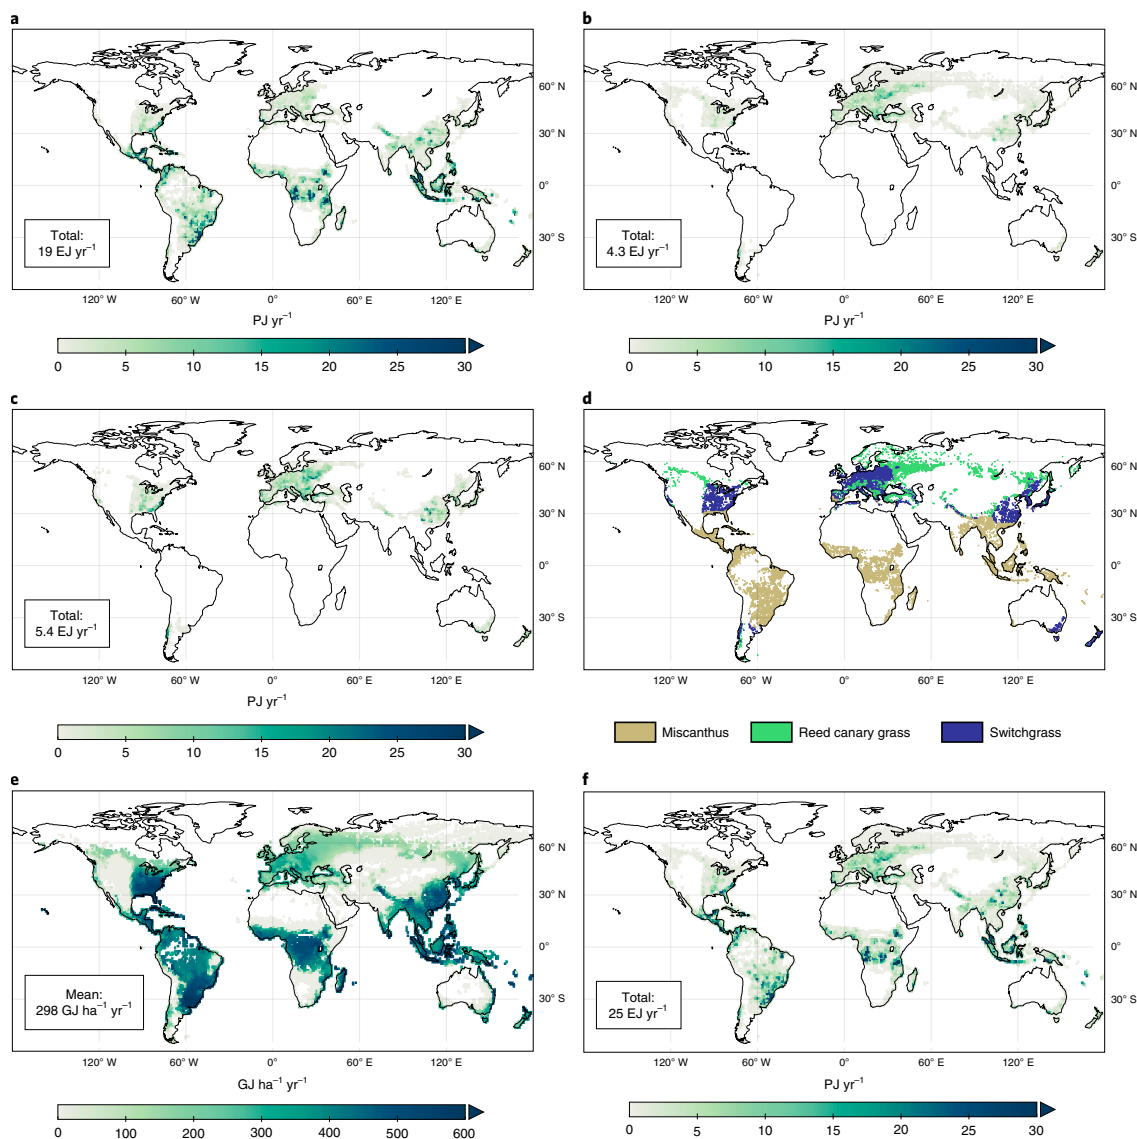 a
60° N
30° N
0°
30° S
Total:
19 EJ yr−1
120° W 60° W 0° 60° E 120° E
PJ yr−1
0 5 10 15 20 25 30
b
60° N
30° N
0°
30° S
Total:
4.3 EJ yr−1
120° W 60° W 0° 60° E 120° E
PJ yr−1
0 5 10 15 20 25 30
c
60° N
30° N
0°
30° S
Total:
5.4 EJ yr−1
120° W 60° W 0° 60° E 120° E
PJ yr−1
0 5 10 15 20 25 30
d
60° N
30° N
0°
30° S
120° W 60° W 0° 60° E 120° E
Miscanthus Reed canary grass Switchgrass
e
60° N
30° N
0°
30° S
Mean:
298 GJ ha−1 yr−1
120° W 60° W 0° 60° E 120° E
GJ ha−1 yr−1
0 100 200 300 400 500 600
f
60° N
30° N
0°
30° S
Total:
25 EJ yr−1
120° W 60° W 0° 60° E 120° E
PJ yr−1
0 5 10 15 20 25 30